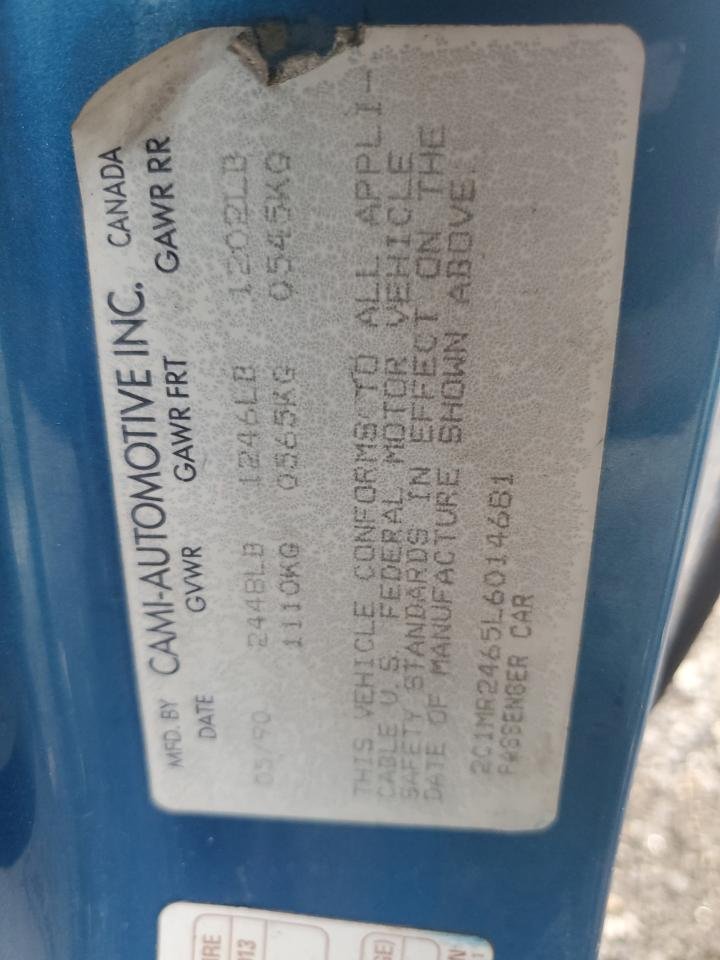 MFD. BY CAMI-AUTOMOTIVE INC. CANADA
DATE GVWR GAWR FRT GAWR RR
05/90 2448LB 1246LB 1202LB
1110KG 0565KG 0545KG
THIS VEHICLE CONFORMS TO ALL APPLI-
CABLE U.S. FEDERAL MOTOR VEHICLE
SAFETY STANDARDS IN EFFECT ON THE
DATE OF MANUFACTURE SHOWN ABOVE.
2C1MR2465L6014681
PASSENGER CAR